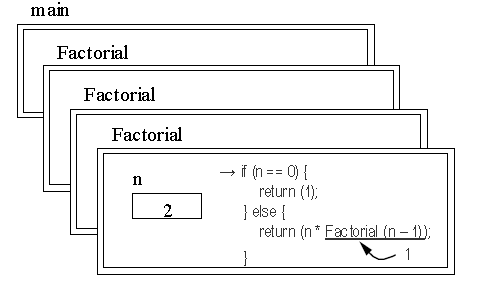 main
Factorial
Factorial
Factorial
n
2
→ if (n == 0) {
return (1);
} else {
return (n * Factorial (n – 1));
}
1